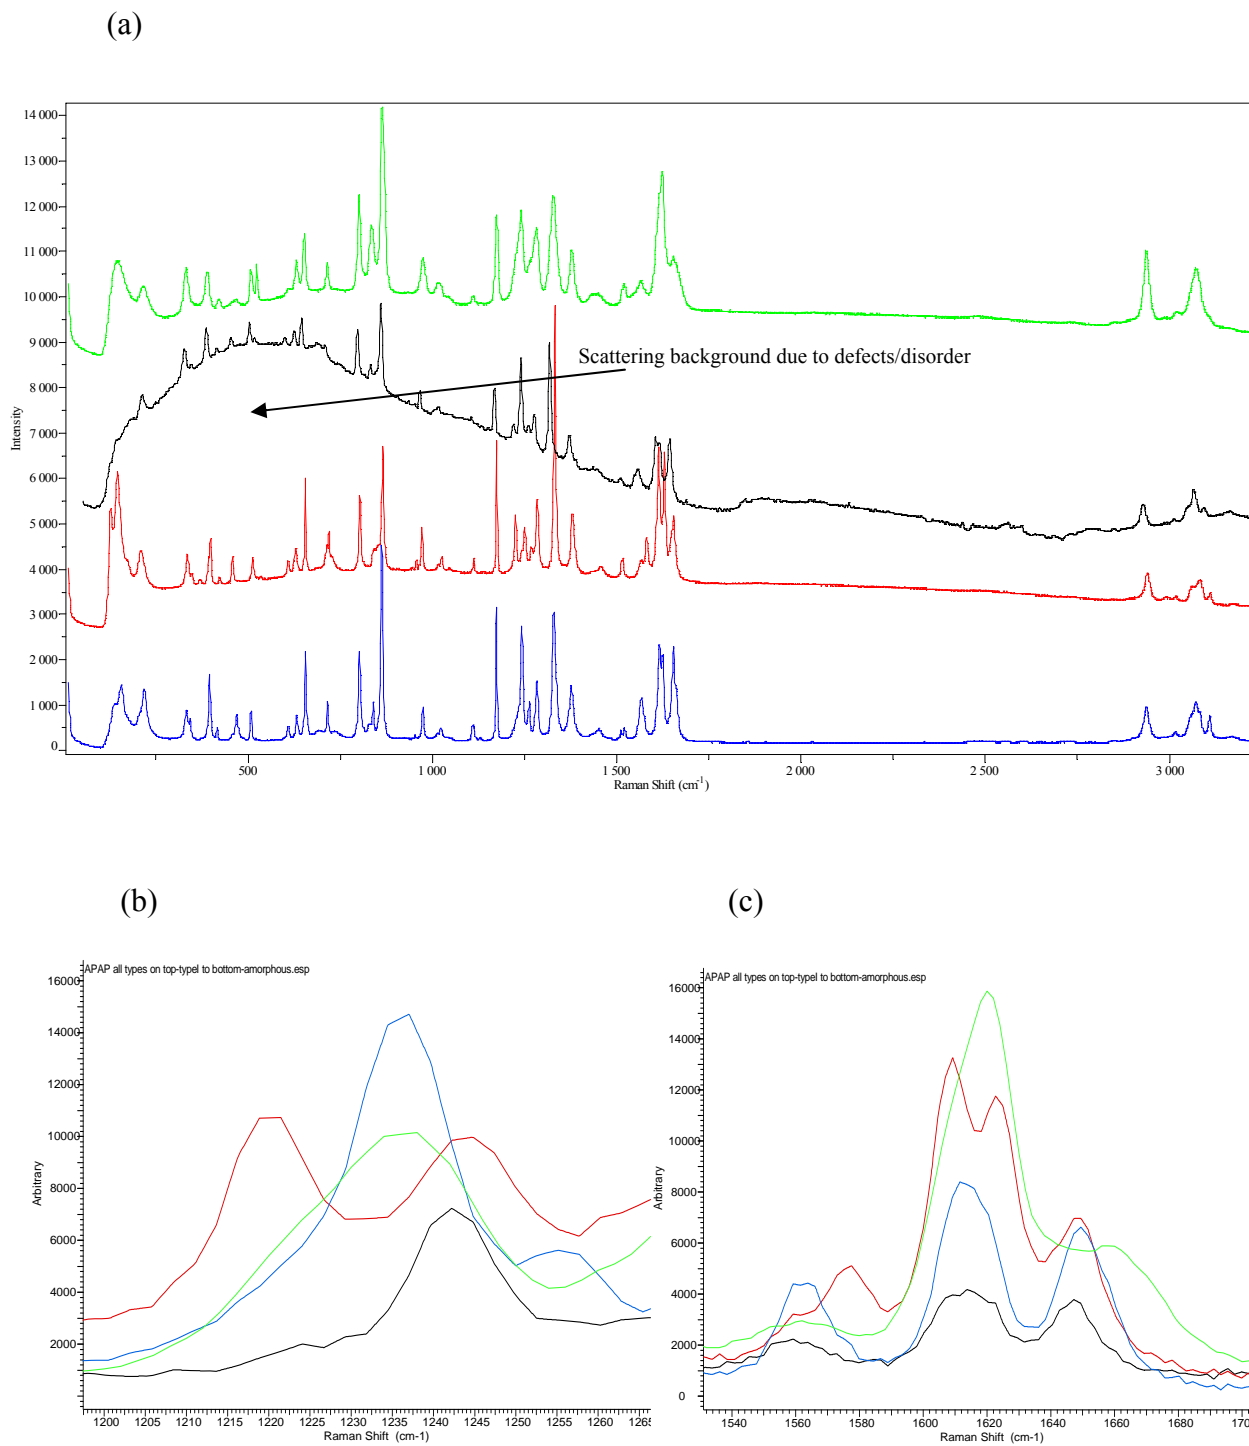 (a)
14 000
13 000
12 000
11 000
10 000
9 000
8 000
7 000
6 000
5 000
4 000
3 000
2 000
1 000
0
Intensity
Scattering background due to defects/disorder
500
1 000
1 500
2 000
2 500
3 000
Raman Shift (cm-1)
(b)
(c)
APAP all types on top-typeI to bottom-amorphous.esp
16000
14000
12000
10000
8000
6000
4000
2000
Arbitrary
1200 1205 1210 1215 1220 1225 1230 1235 1240 1245 1250 1255 1260 126
Raman Shift (cm-1)
APAP all types on top-typeI to bottom-amorphous.esp
16000
14000
12000
10000
8000
6000
4000
2000
0
Arbitrary
1540 1560 1580 1600 1620 1640 1660 1680 170
Raman Shift (cm-1)